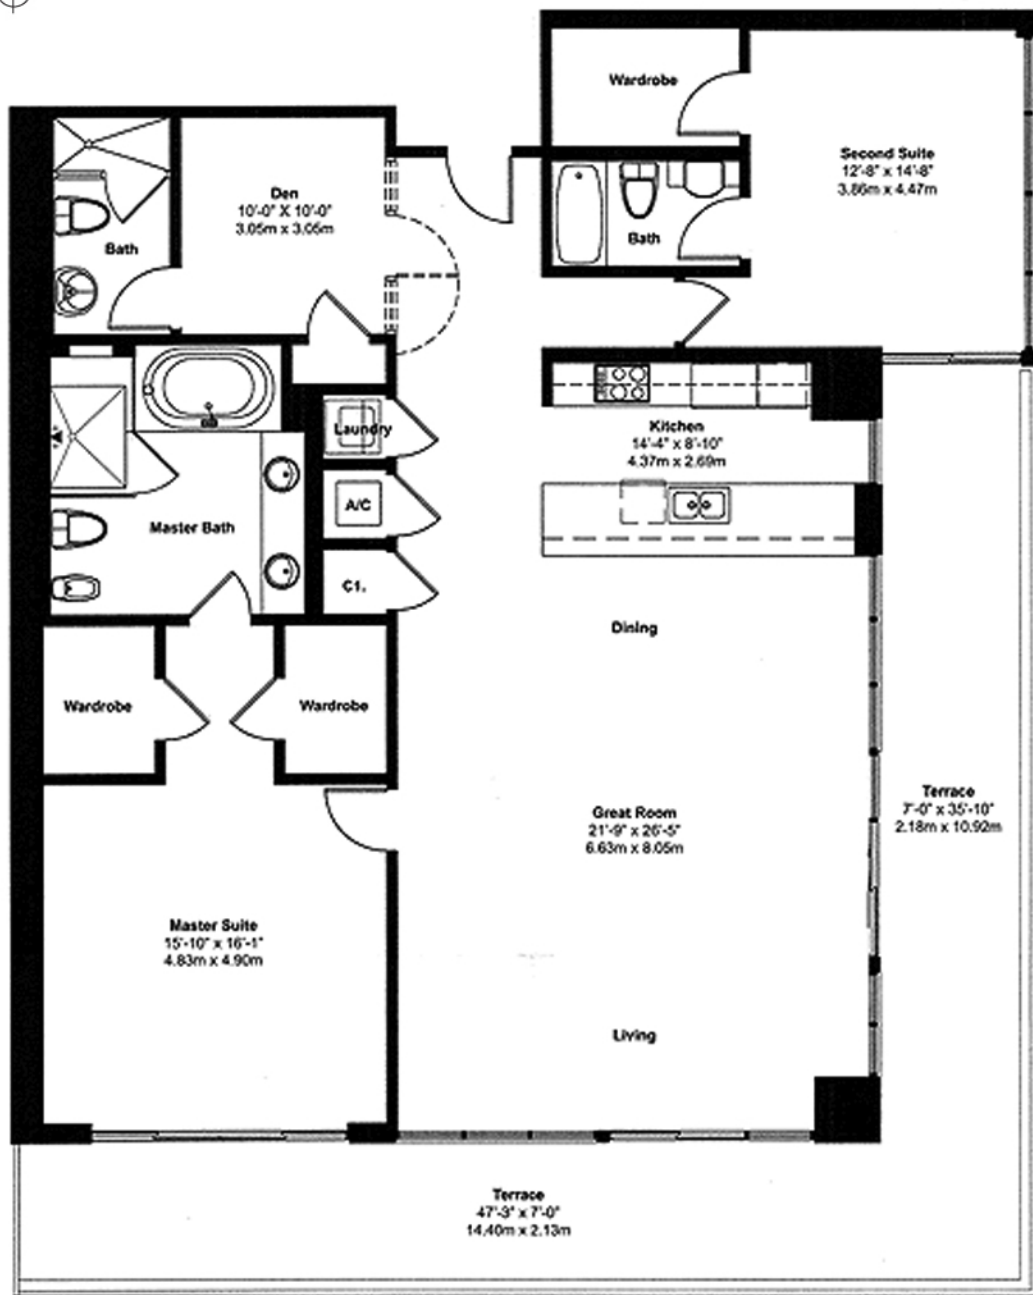 Wardrobe
Second Suite
12'-8" x 14'-8"
3.86m x 4.47m
Den
10'-0" X 10'-0"
3.05m x 3.05m
Bath
Bath
Kitchen
14'-4" x 8'-10"
4.37m x 2.69m
Laundry
A/C
Master Bath
C1.
Dining
Wardrobe
Wardrobe
Great Room
21'-9" x 26'-5"
6.63m x 8.05m
Terrace
7'-0" x 35'-10"
2.18m x 10.92m
Master Suite
15'-10" x 16'-1"
4.83m x 4.90m
Living
Terrace
47'-3" x 7'-0"
14.40m x 2.13m